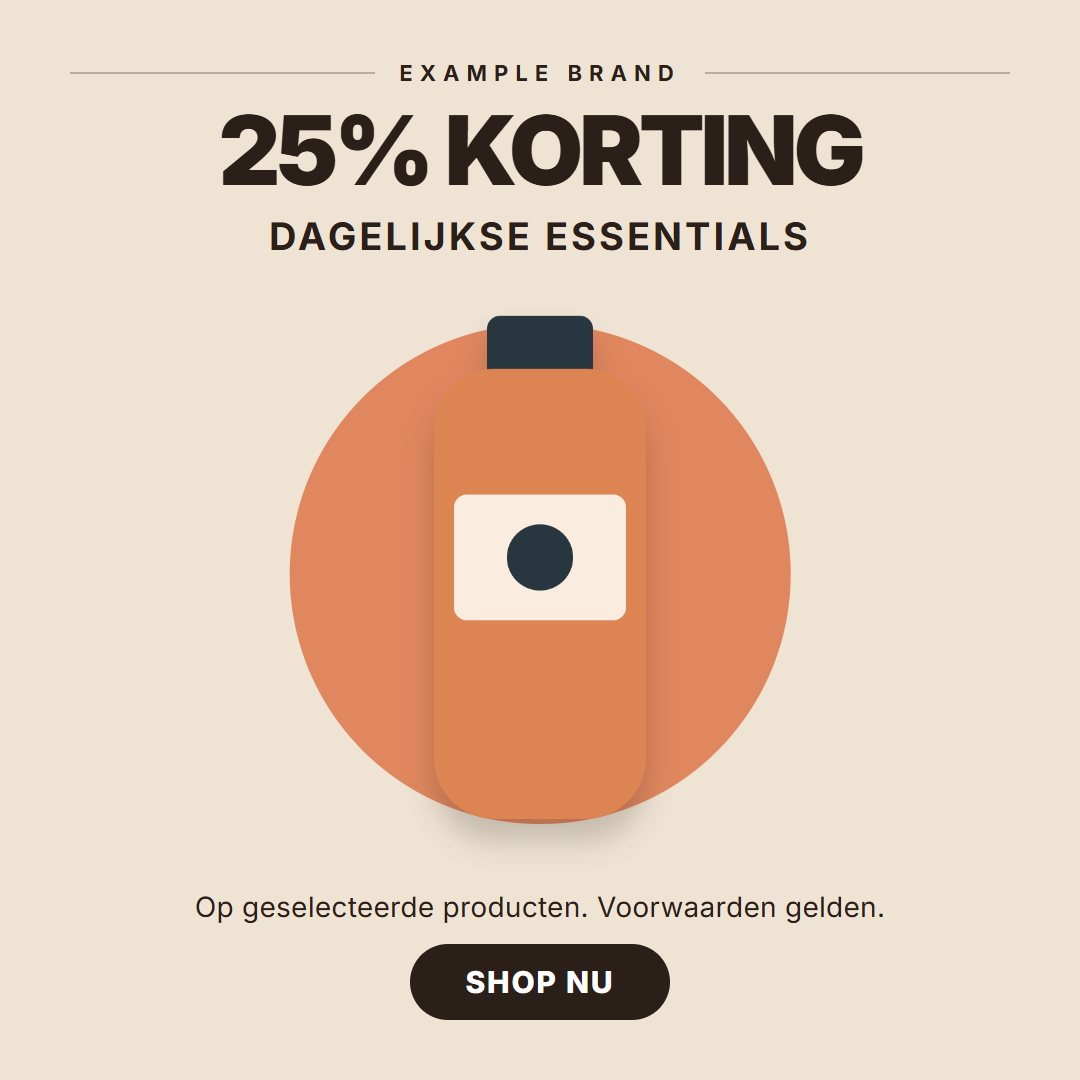 EXAMPLE BRAND
25% KORTING
DAGELIJKSE ESSENTIALS
Op geselecteerde producten. Voorwaarden gelden.
SHOP NU